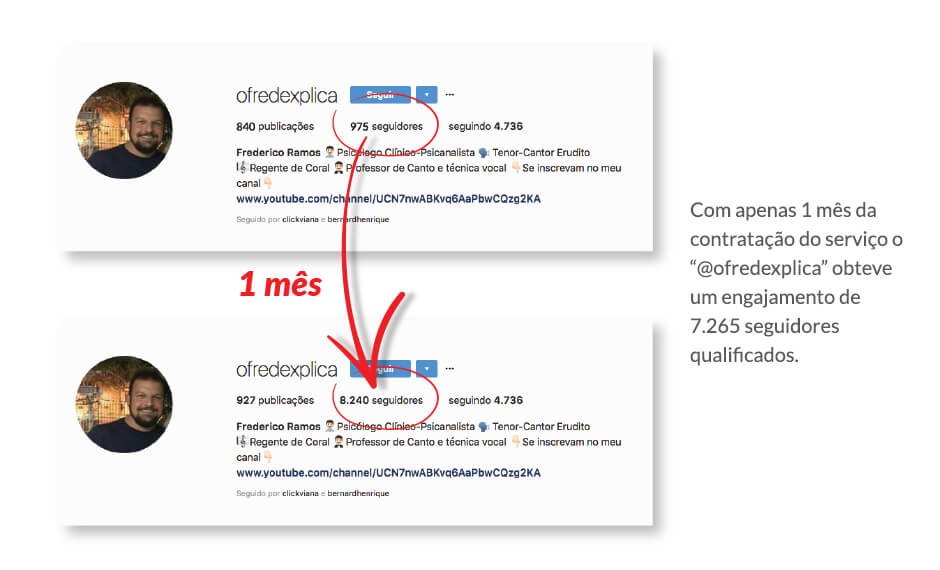 ofredexplica Seguir ...
840 publicações 975 seguidores seguindo 4.736
Frederico Ramos 👨🏻‍⚕️Psicólogo Clínico-Psicanalista 🗣 Tenor-Cantor Erudito
🎼Regente de Coral 🤵🏻Professor de Canto e técnica vocal 👇🏻Se inscrevam no meu
canal👇🏻
www.youtube.com/channel/UCN7nwABKvq6AaPbwCQzg2KA
Seguido por clickviana e bernardhenrique
1 mês
ofredexplica Seguir ...
927 publicações 8.240 seguidores seguindo 4.736
Frederico Ramos 👨🏻‍⚕️Psicólogo Clínico-Psicanalista 🗣 Tenor-Cantor Erudito
🎼Regente de Coral 🤵🏻Professor de Canto e técnica vocal 👇🏻Se inscrevam no meu
canal👇🏻
www.youtube.com/channel/UCN7nwABKvq6AaPbwCQzg2KA
Seguido por clickviana e bernardhenrique
Com apenas 1 mês da
contratação do serviço o
“@ofredexplica” obteve
um engajamento de
7.265 seguidores
qualificados.